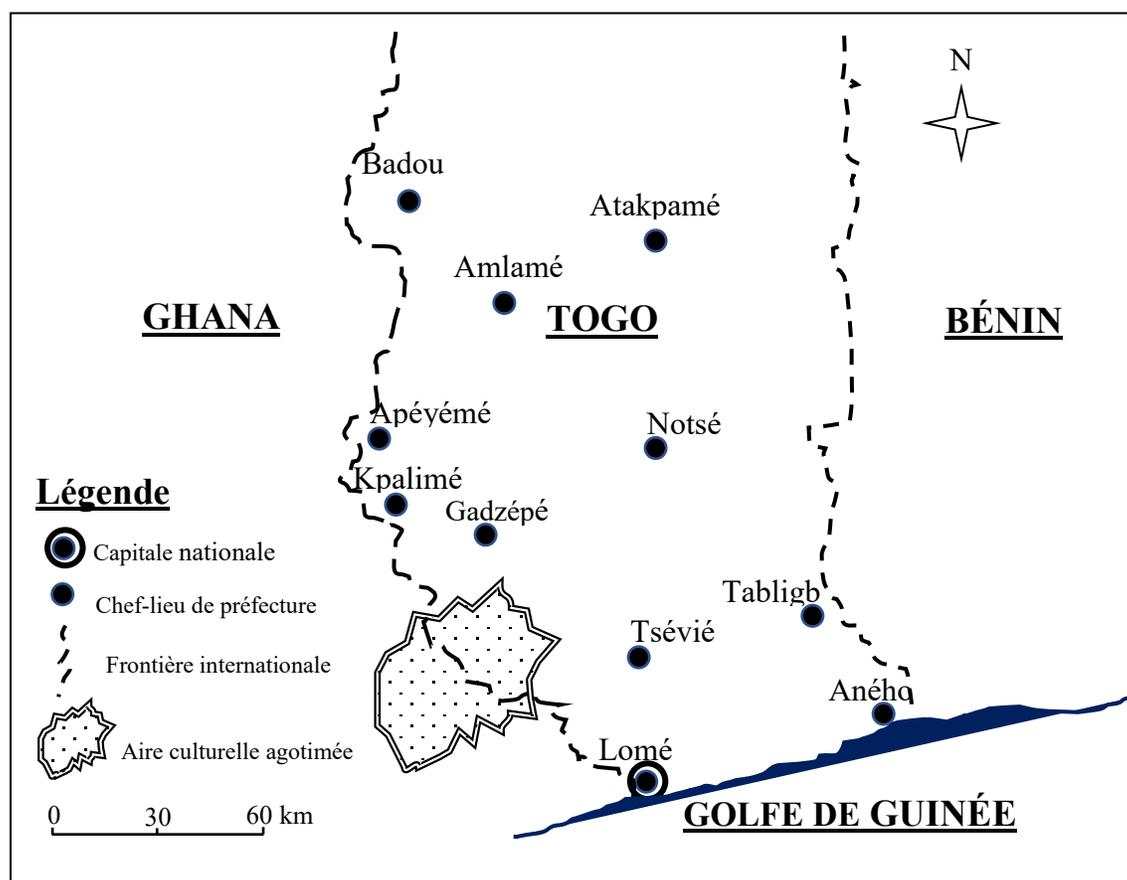 N
Badou
Atakpamé
Amlamé
GHANA
TOGO
BÉNIN
Apéyémé
Notsé
Kpalimé
Légende
Gadzépé
Capitale nationale
Chef-lieu de préfecture
Tabligb
Tsévié
Frontière internationale
Aného
Aire culturelle agotimée
Lomé
0 30 60 km
GOLFE DE GUINÉE